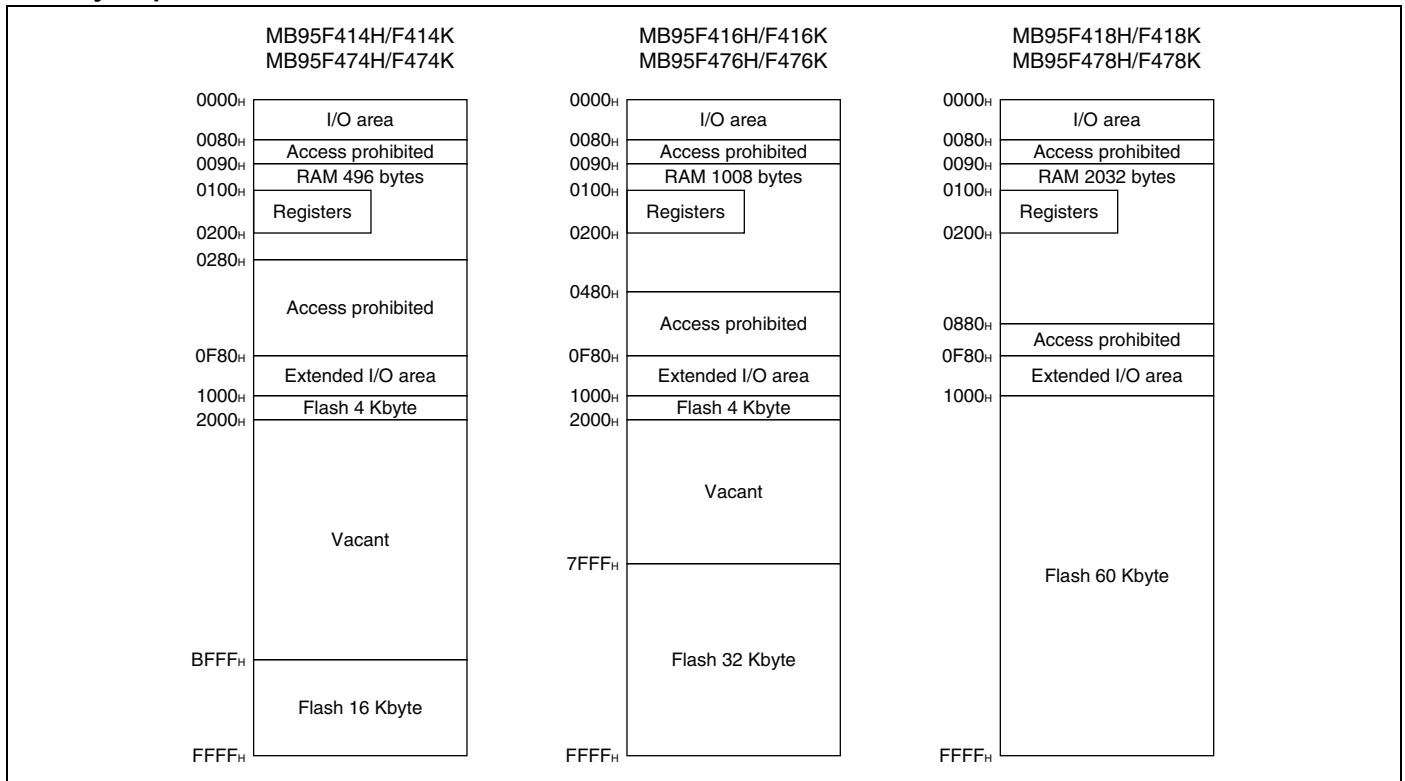 MB95F414H/F414K
MB95F474H/F474K
0000H
I/O area
0080H
Access prohibited
0090H
RAM 496 bytes
0100H
Registers
0200H
0280H
Access prohibited
0F80H
Extended I/O area
1000H
Flash 4 Kbyte
2000H
Vacant
BFFFH
Flash 16 Kbyte
FFFFH
MB95F416H/F416K
MB95F476H/F476K
0000H
I/O area
0080H
Access prohibited
0090H
RAM 1008 bytes
0100H
Registers
0200H
0480H
Access prohibited
0F80H
Extended I/O area
1000H
Flash 4 Kbyte
2000H
Vacant
7FFFH
Flash 32 Kbyte
FFFFH
MB95F418H/F418K
MB95F478H/F478K
0000H
I/O area
0080H
Access prohibited
0090H
RAM 2032 bytes
0100H
Registers
0200H
0880H
Access prohibited
0F80H
Extended I/O area
1000H
Flash 60 Kbyte
FFFFH